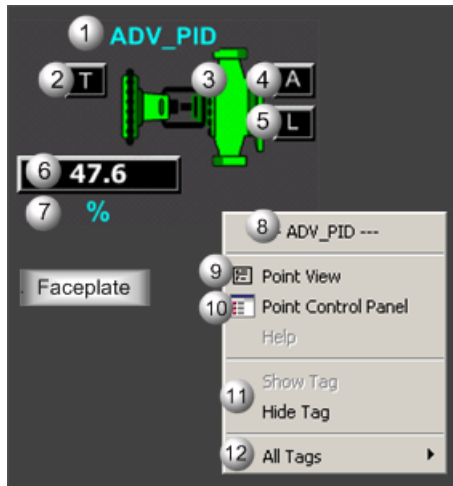 1 ADV_PID
2 T 3 4 A
5 L
6 47.6
7 %
8 - ADV_PID ---
Faceplate
9 Point View
10 Point Control Panel
Help
Show Tag
11
Hide Tag
12 All Tags